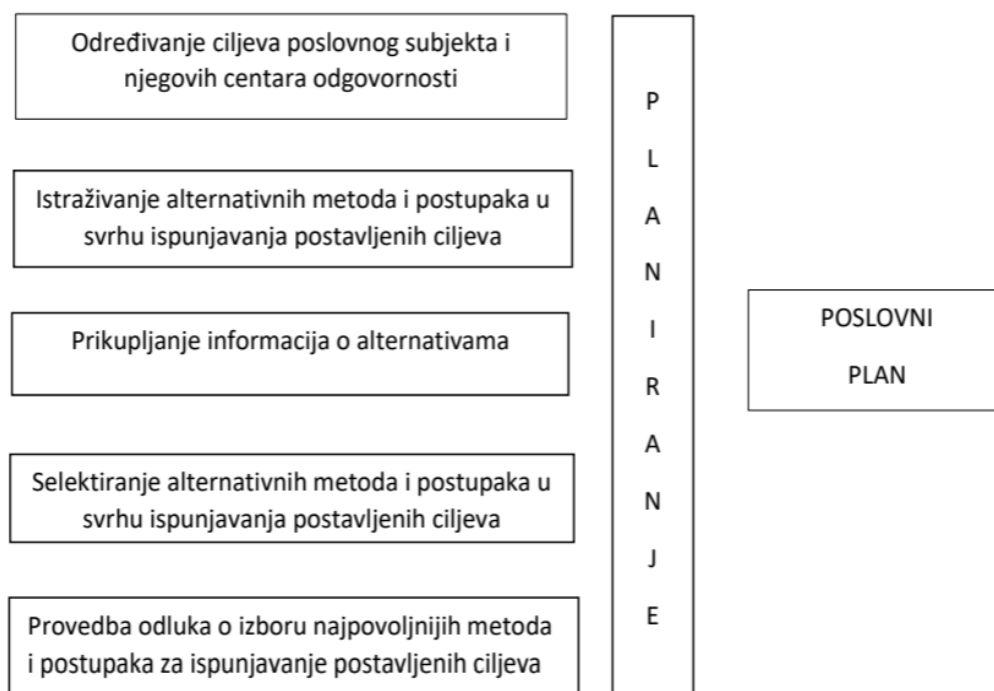 Određivanje ciljeva poslovnog subjekta i
njegovih centara odgovornosti
Istraživanje alternativnih metoda i postupaka u
svrhu ispunjavanja postavljenih ciljeva
Prikupljanje informacija o alternativama
Selektiranje alternativnih metoda i postupaka u
svrhu ispunjavanja postavljenih ciljeva
Provedba odluka o izboru najpovoljnijih metoda
i postupaka za ispunjavanje postavljenih ciljeva
P
L
A
N
I
R
A
N
J
E
POSLOVNI
PLAN